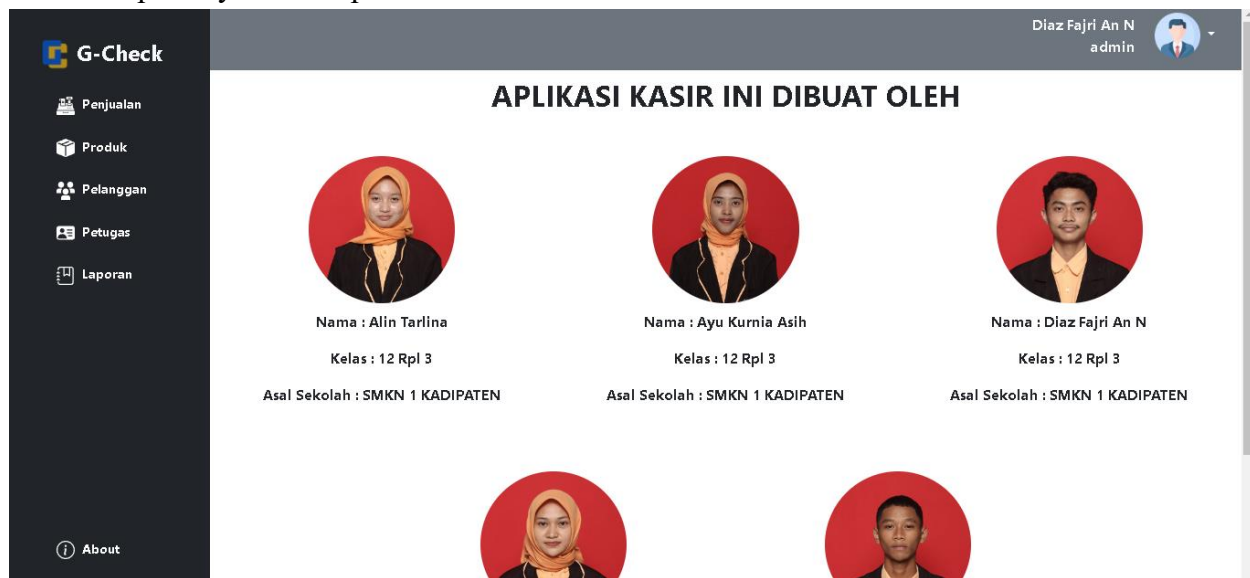 Diaz Fajri An N
admin
G-Check
Penjualan
Produk
Pelanggan
Petugas
Laporan
About
APLIKASI KASIR INI DIBUAT OLEH
Nama : Alin Tarlina
Kelas : 12 Rpl 3
Asal Sekolah : SMKN 1 KADIPATEN
Nama : Ayu Kurnia Asih
Kelas : 12 Rpl 3
Asal Sekolah : SMKN 1 KADIPATEN
Nama : Diaz Fajri An N
Kelas : 12 Rpl 3
Asal Sekolah : SMKN 1 KADIPATEN